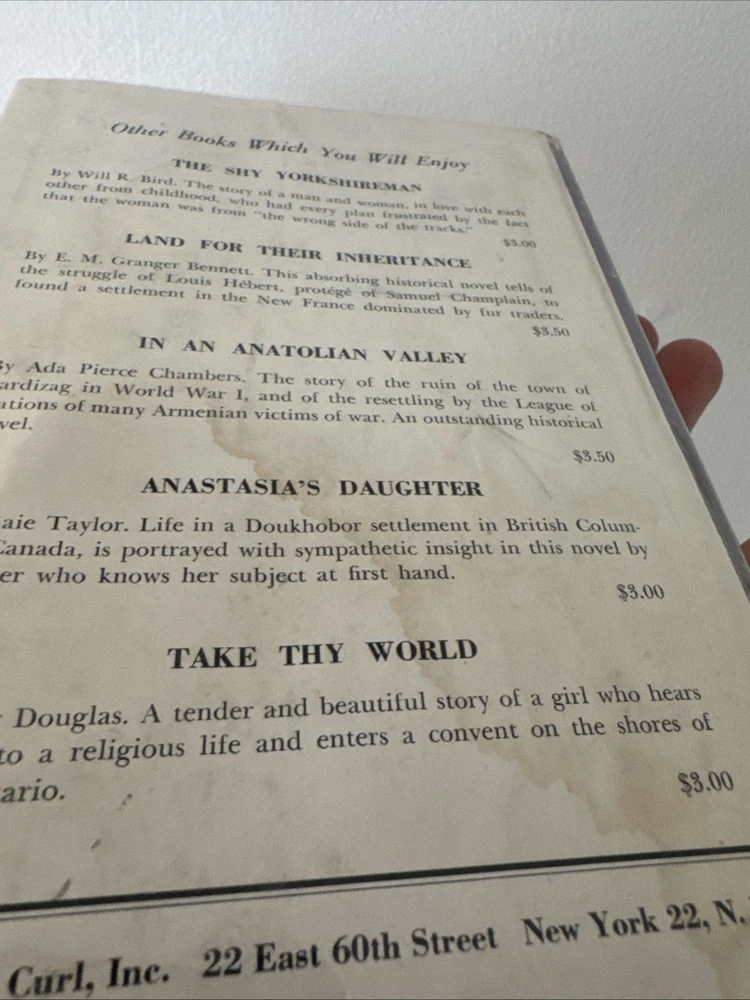 Other Books Which You Will Enjoy
THE SHY YORKSHIREMAN
By Will R. Bird. The story of a man and woman, in love with each
other from childhood, who had every plan frustrated by the fact
that the woman was from "the wrong side of the tracks."
$3.00
LAND FOR THEIR INHERITANCE
By E. M. Granger Bennett. This absorbing historical novel tells of
the struggle of Louis Hébert, protégé of Samuel Champlain, to
found a settlement in the New France dominated by fur traders.
$3.50
IN AN ANATOLIAN VALLEY
By Ada Pierce Chambers. The story of the ruin of the town of
ardizag in World War I, and of the resettling by the League of
ations of many Armenian victims of war. An outstanding historical
vel.
$3.50
ANASTASIA'S DAUGHTER
aie Taylor. Life in a Doukhobor settlement in British Colum-
Canada, is portrayed with sympathetic insight in this novel by
er who knows her subject at first hand.
$3.00
TAKE THY WORLD
Douglas. A tender and beautiful story of a girl who hears
to a religious life and enters a convent on the shores of
ario.
$3.00
Curl, Inc. 22 East 60th Street New York 22, N.